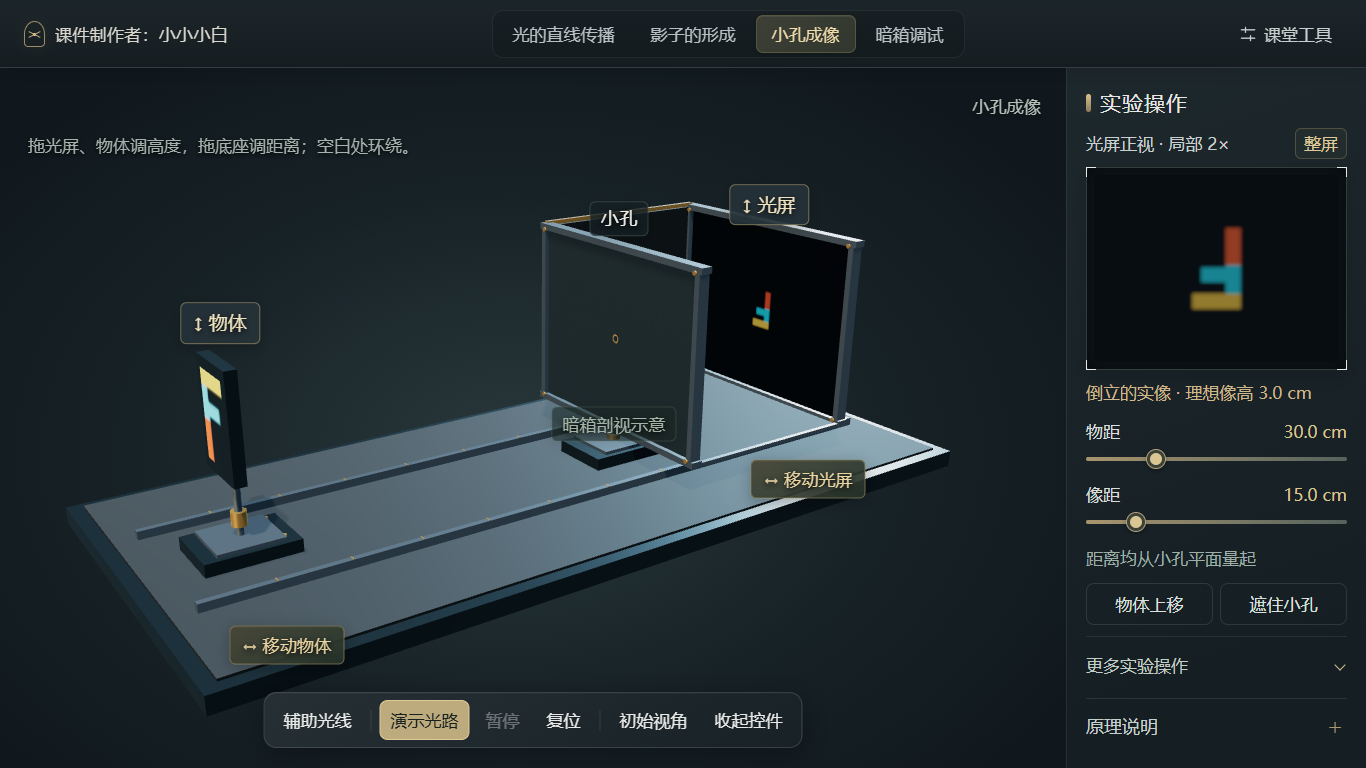 课件制作者：小小小白
光的直线传播
影子的形成
小孔成像
暗箱调试
课堂工具
小孔成像
拖光屏、物体调高度，拖底座调距离；空白处环绕。
小孔
↕ 光屏
↕ 物体
暗箱剖视示意
↔ 移动光屏
↔ 移动物体
辅助光线
演示光路
暂停
复位
初始视角
收起控件
实验操作
光屏正视 · 局部 2×
整屏
倒立的实像 · 理想像高 3.0 cm
物距
30.0 cm
像距
15.0 cm
距离均从小孔平面量起
物体上移
遮住小孔
更多实验操作
原理说明